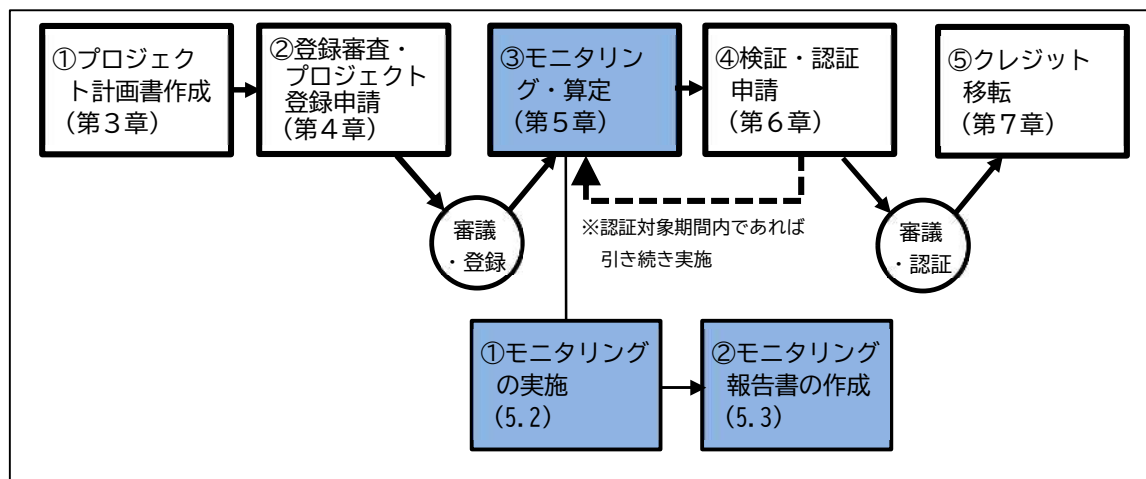 ①プロジェク
ト計画書作成
(第3章)
②登録審査・
プロジェクト
登録申請
(第4章)
③モニタリン
グ・算定
(第5章)
④検証・認証
申請
(第6章)
⑤クレジット
移転
(第7章)
審議
・登録
※認証対象期間内であれば
引き続き実施
審議
・認証
①モニタリング
の実施
(5.2)
②モニタリング
報告書の作成
(5.3)